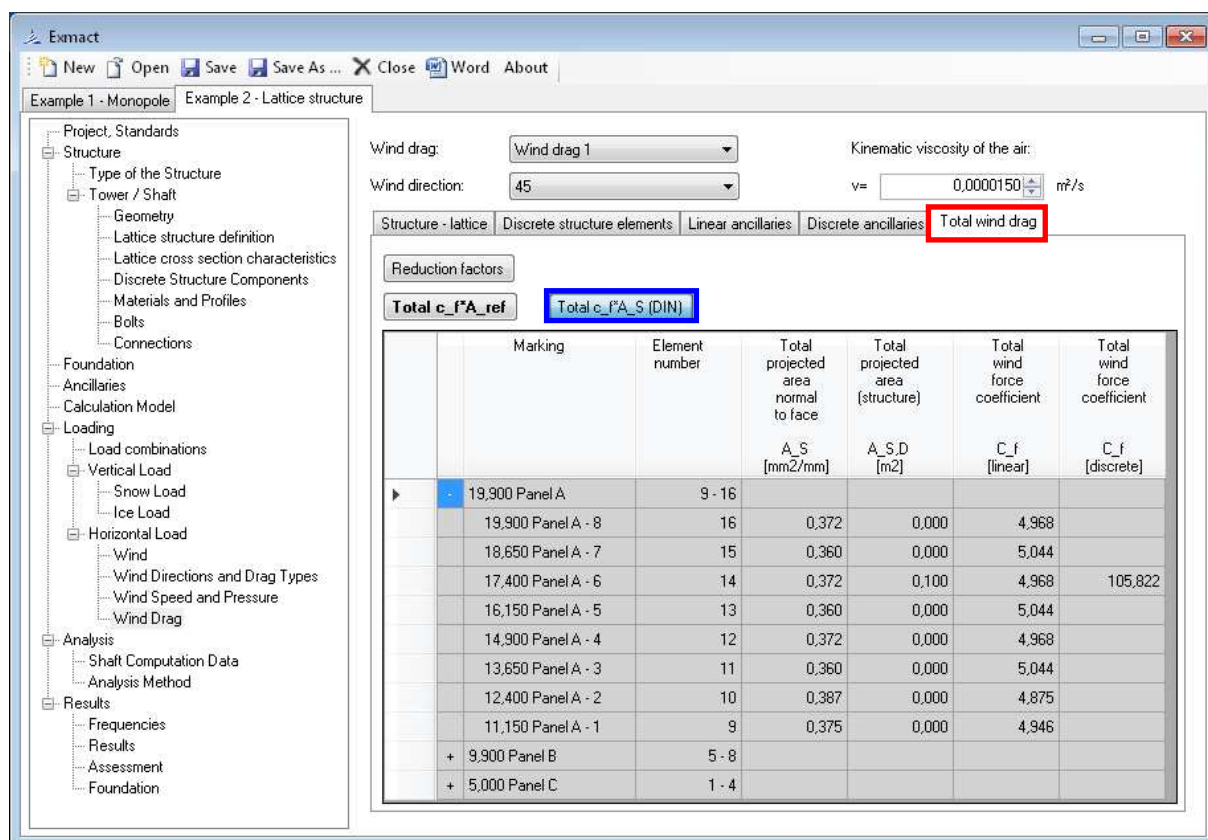 Exmact
New Open Save Save As ... Close Word About
Example 1 - Monopole Example 2 - Lattice structure
Project, Standards
Structure
Type of the Structure
Tower / Shaft
Geometry
Lattice structure definition
Lattice cross section characteristics
Discrete Structure Components
Materials and Profiles
Bolts
Connections
Foundation
Ancillaries
Calculation Model
Loading
Load combinations
Vertical Load
Snow Load
Ice Load
Horizontal Load
Wind
Wind Directions and Drag Types
Wind Speed and Pressure
Wind Drag
Analysis
Shaft Computation Data
Analysis Method
Results
Frequencies
Results
Assessment
Foundation
Wind drag: Wind drag 1 Kinematic viscosity of the air:
Wind direction: 45 v= 0,0000150 m²/s
Structure - lattice Discrete structure elements Linear ancillaries Discrete ancillaries Total wind drag
Reduction factors
Total c_f*A_ref Total c_f*A_S (DIN)
Marking Element Total Total Total Total
number projected projected wind wind
area area force force
normal (structure) coefficient coefficient
to face
A_S A_S,D C_f C_f
[mm2/mm] [m2] [linear] [discrete]
- 19,900 Panel A 9 - 16
19,900 Panel A - 8 16 0,372 0,000 4,968
18,650 Panel A - 7 15 0,360 0,000 5,044
17,400 Panel A - 6 14 0,372 0,100 4,968 105,822
16,150 Panel A - 5 13 0,360 0,000 5,044
14,900 Panel A - 4 12 0,372 0,000 4,968
13,650 Panel A - 3 11 0,360 0,000 5,044
12,400 Panel A - 2 10 0,387 0,000 4,875
11,150 Panel A - 1 9 0,375 0,000 4,946
+ 9,900 Panel B 5 - 8
+ 5,000 Panel C 1 - 4